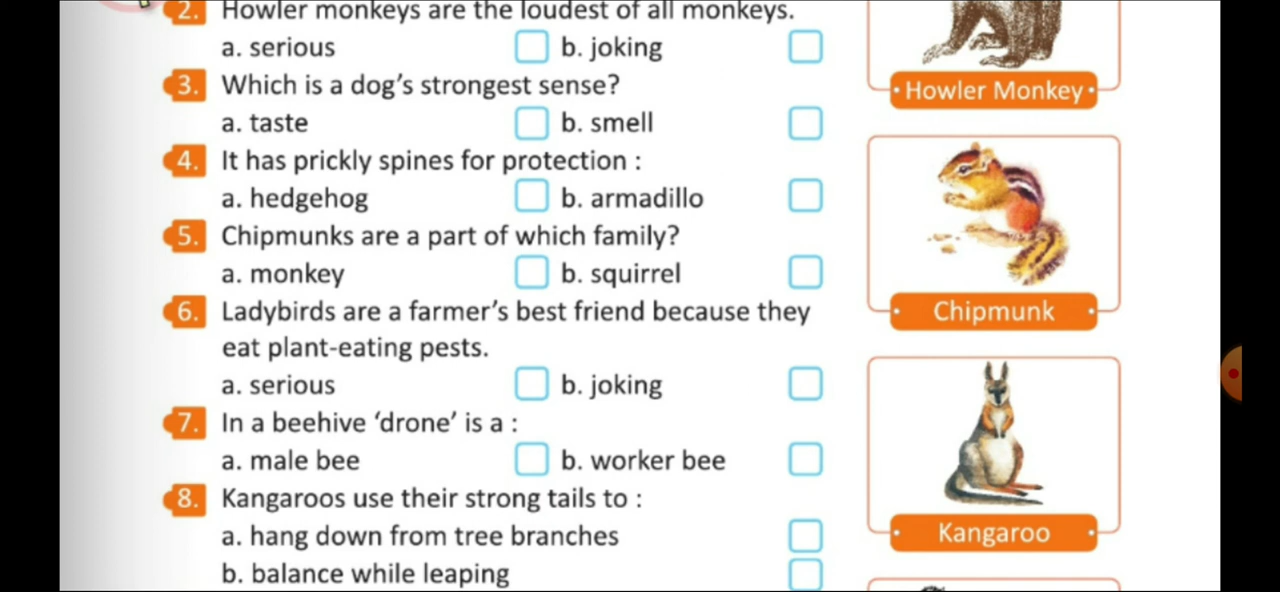 2. Howler monkeys are the loudest of all monkeys.
a. serious b. joking
3. Which is a dog's strongest sense?
a. taste b. smell
4. It has prickly spines for protection :
a. hedgehog b. armadillo
5. Chipmunks are a part of which family?
a. monkey b. squirrel
6. Ladybirds are a farmer's best friend because they
eat plant-eating pests.
a. serious b. joking
7. In a beehive ‘drone’ is a :
a. male bee b. worker bee
8. Kangaroos use their strong tails to :
a. hang down from tree branches
b. balance while leaping
Howler Monkey
Chipmunk
Kangaroo